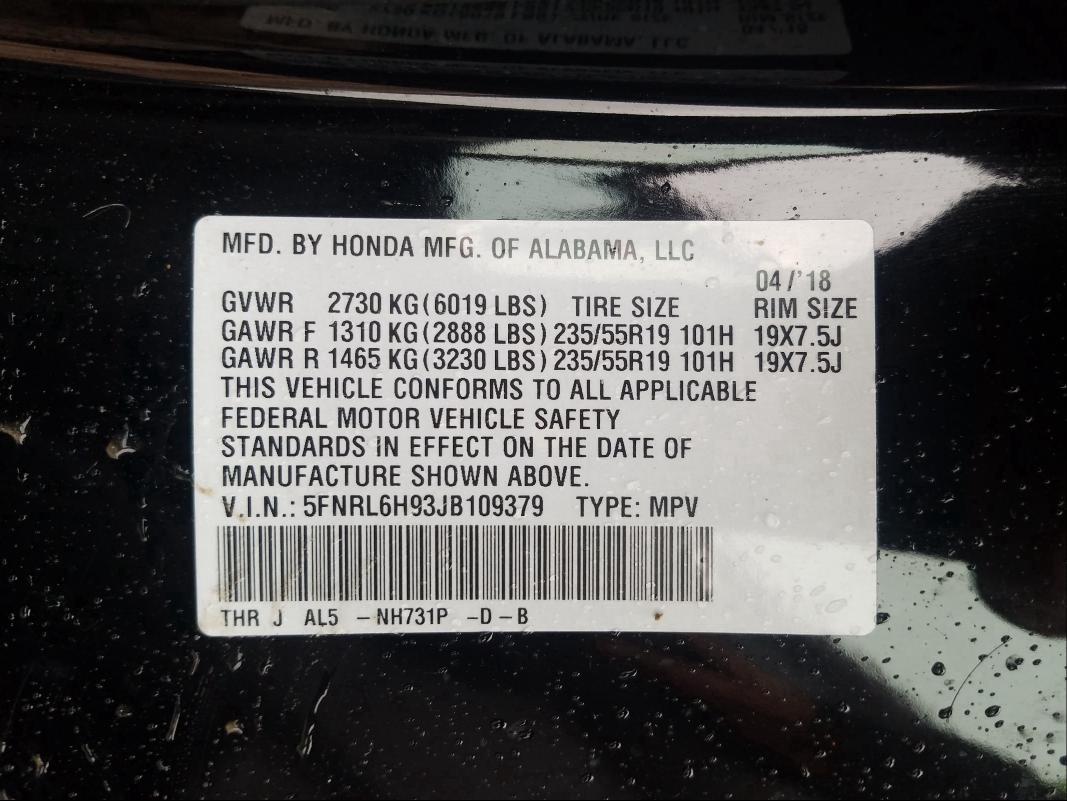 MFD. BY HONDA MFG. OF ALABAMA, LLC
04/'18
GVWR 2730 KG(6019 LBS) TIRE SIZE RIM SIZE
GAWR F 1310 KG(2888 LBS) 235/55R19 101H 19X7.5J
GAWR R 1465 KG(3230 LBS) 235/55R19 101H 19X7.5J
THIS VEHICLE CONFORMS TO ALL APPLICABLE
FEDERAL MOTOR VEHICLE SAFETY
STANDARDS IN EFFECT ON THE DATE OF
MANUFACTURE SHOWN ABOVE.
V.I.N.: 5FNRL6H93JB109379 TYPE: MPV
THR J AL5 -NH731P -D-B